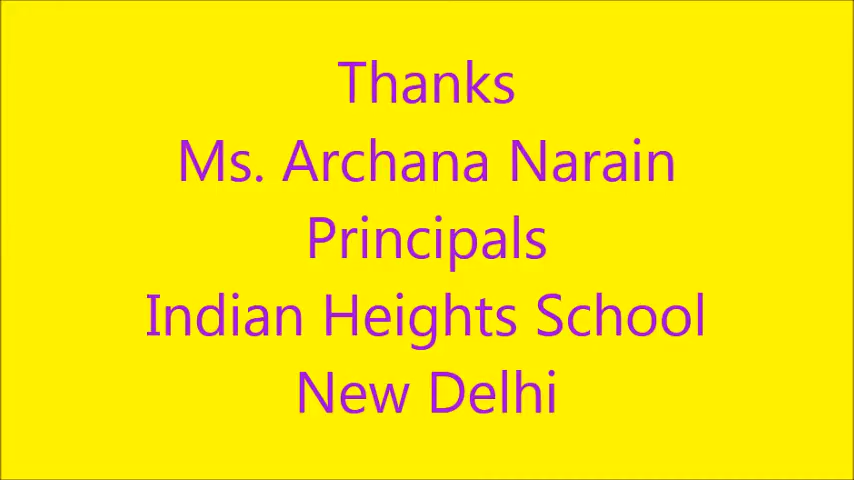 Thanks
Ms. Archana Narain
Principals
Indian Heights School
New Delhi